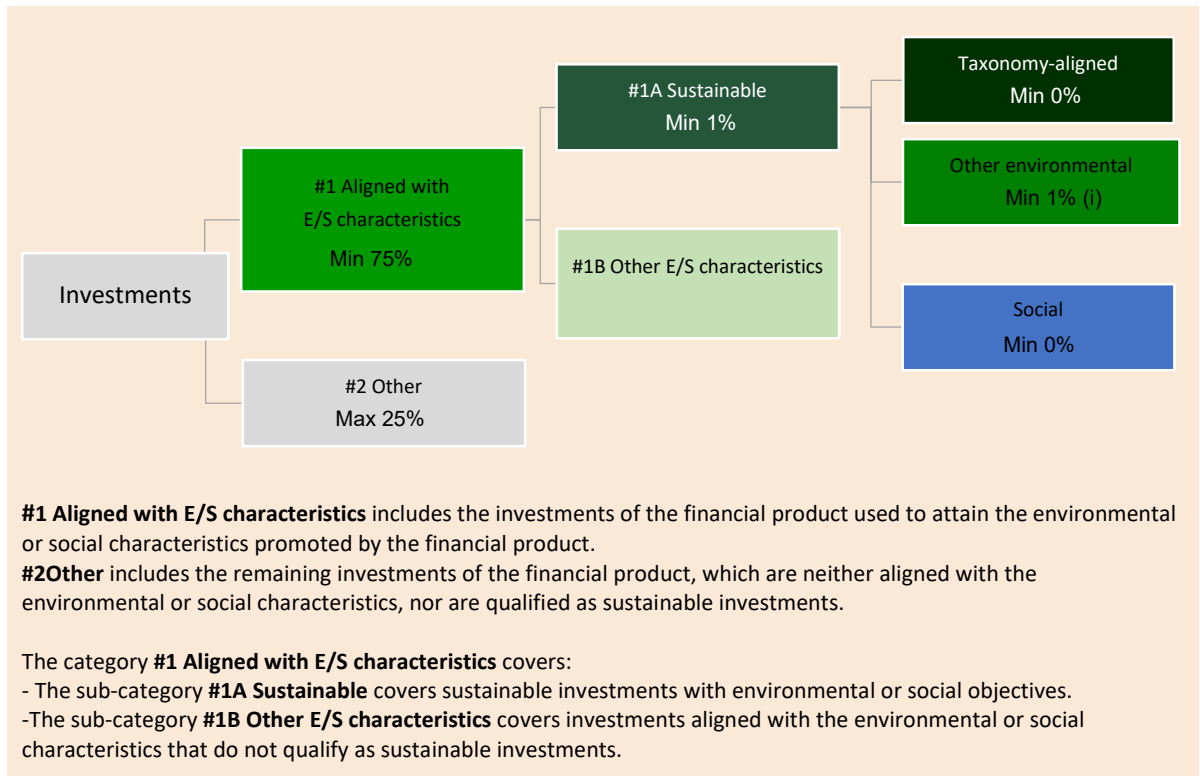 Investments
#1 Aligned with
E/S characteristics
Min 75%
#2 Other
Max 25%
#1A Sustainable
Min 1%
#1B Other E/S characteristics
Taxonomy-aligned
Min 0%
Other environmental
Min 1% (i)
Social
Min 0%
#1 Aligned with E/S characteristics includes the investments of the financial product used to attain the environmental
or social characteristics promoted by the financial product.
#2Other includes the remaining investments of the financial product, which are neither aligned with the
environmental or social characteristics, nor are qualified as sustainable investments.
The category #1 Aligned with E/S characteristics covers:
- The sub-category #1A Sustainable covers sustainable investments with environmental or social objectives.
-The sub-category #1B Other E/S characteristics covers investments aligned with the environmental or social
characteristics that do not qualify as sustainable investments.